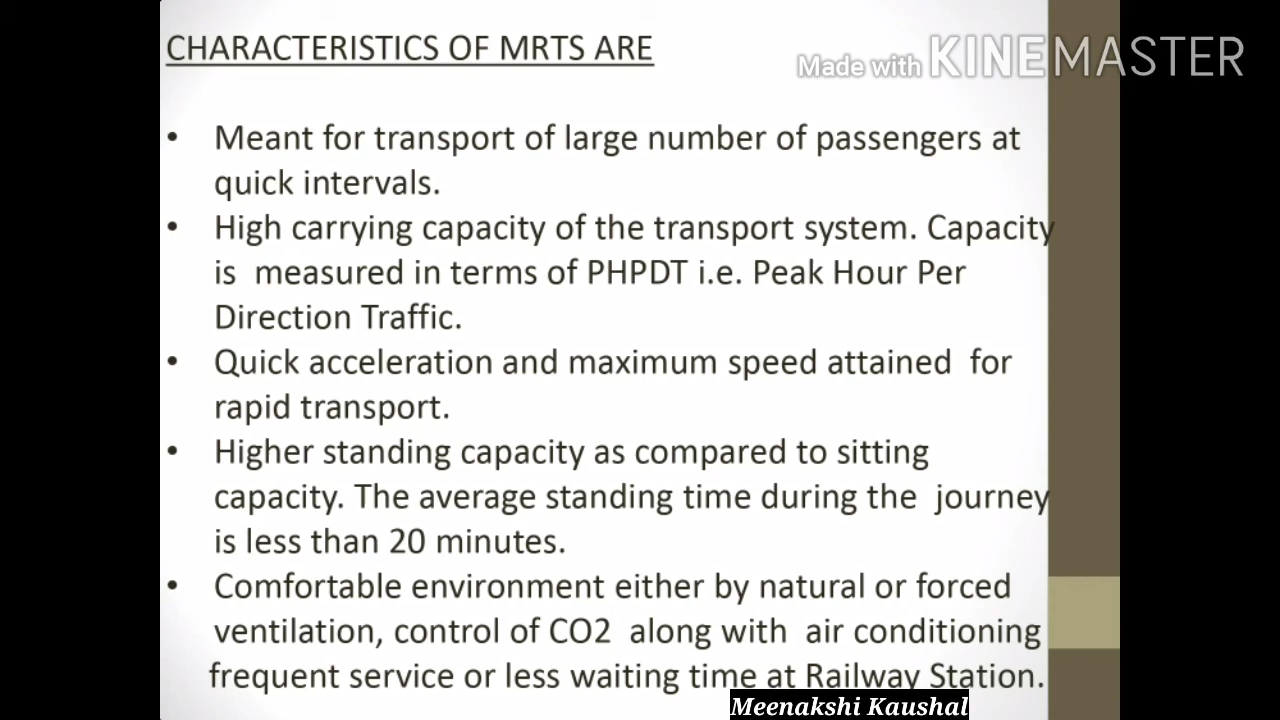 CHARACTERISTICS OF MRTS ARE
Made with KINEMASTER
• Meant for transport of large number of passengers at
quick intervals.
• High carrying capacity of the transport system. Capacity
is measured in terms of PHPDT i.e. Peak Hour Per
Direction Traffic.
• Quick acceleration and maximum speed attained for
rapid transport.
• Higher standing capacity as compared to sitting
capacity. The average standing time during the journey
is less than 20 minutes.
• Comfortable environment either by natural or forced
ventilation, control of CO2 along with air conditioning
frequent service or less waiting time at Railway Station.
Meenakshi Kaushal